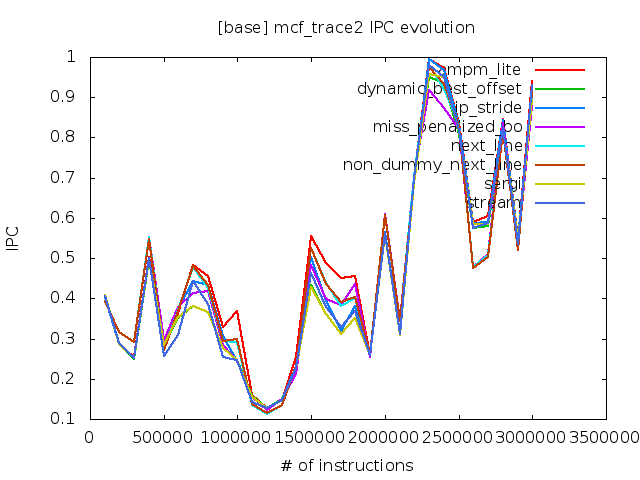 [base] mcf_trace2 IPC evolution
1
0.9
0.8
0.7
0.6
0.5
0.4
0.3
0.2
0.1
IPC
mpm_lite
dynamic_best_offset
ip_stride
miss_penalized_bo
next_line
non_dummy_next_line
sergi
stream
0 500000 1000000 1500000 2000000 2500000 3000000 3500000
# of instructions